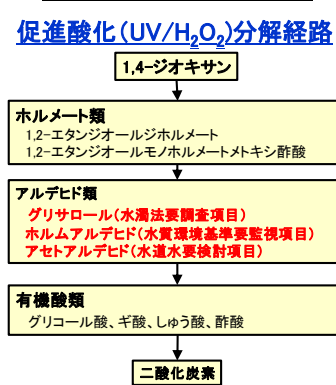 促進酸化(UV/H2O2)分解経路
1,4-ジオキサン
ホルメート類
1,2-エタンジオールジホルメート
1,2-エタンジオールモノホルメートメトキシ酢酸
アルデヒド類
グリサロール(水濁法要調査項目)
ホルムアルデヒド(水質環境基準要監視項目)
アセトアルデヒド(水道水要検討項目)
有機酸類
グリコール酸、ギ酸、しゅう酸、酢酸
二酸化炭素